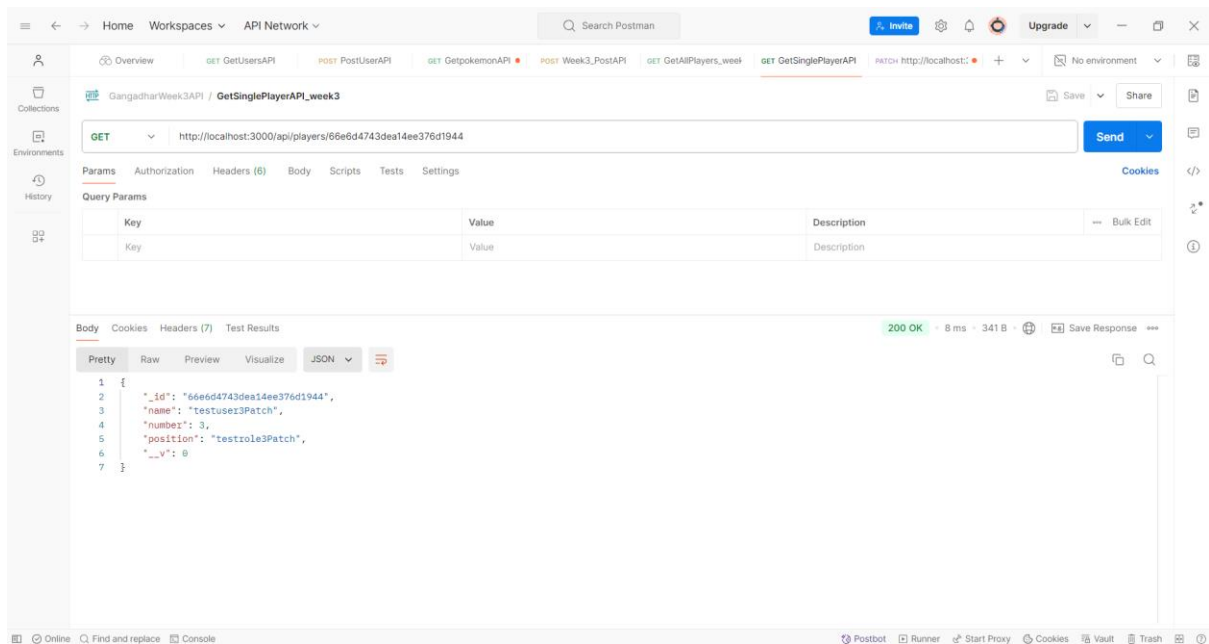 Home Workspaces API Network Search Postman Invite Upgrade
Overview GET GetUsersAPI POST PostUserAPI GET GetpokemonAPI POST Week3_PostAPI GET GetAllPlayers_week GET GetSinglePlayerAPI PATCH http://localhost: No environment
Collections
Environments
History
GangadharWeek3API / GetSinglePlayerAPI_week3 Save Share
GET http://localhost:3000/api/players/66e6d4743dea14ee376d1944 Send
Params Authorization Headers (6) Body Scripts Tests Settings Cookies
Query Params
Key Value Description Bulk Edit
Key Value Description
Body Cookies Headers (7) Test Results 200 OK 8 ms 341 B Save Response
Pretty Raw Preview Visualize JSON
1 {
2 "_id": "66e6d4743dea14ee376d1944",
3 "name": "testuser3Patch",
4 "number": 3,
5 "position": "testrole3Patch",
6 "__v": 0
7 }
Online Find and replace Console Postbot Runner Start Proxy Cookies Vault Trash